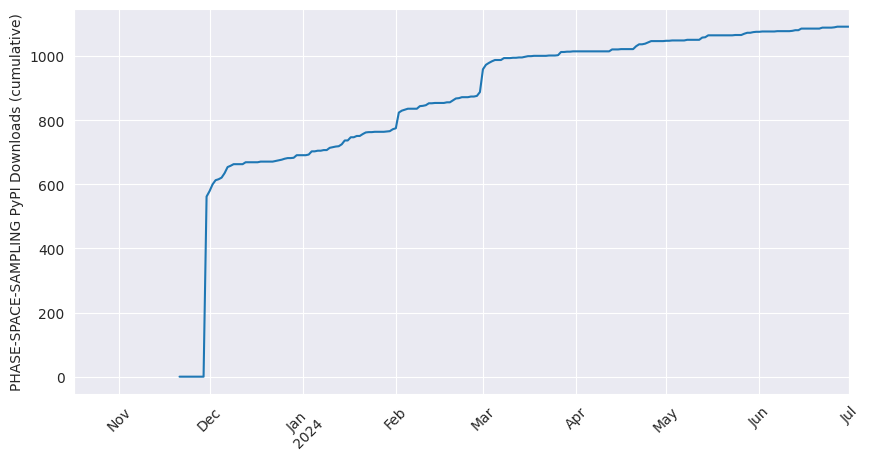 PHASE-SPACE-SAMPLING PyPI Downloads (cumulative)
1000
800
600
400
200
0
Nov
Dec
Jan
2024
Feb
Mar
Apr
May
Jun
Jul